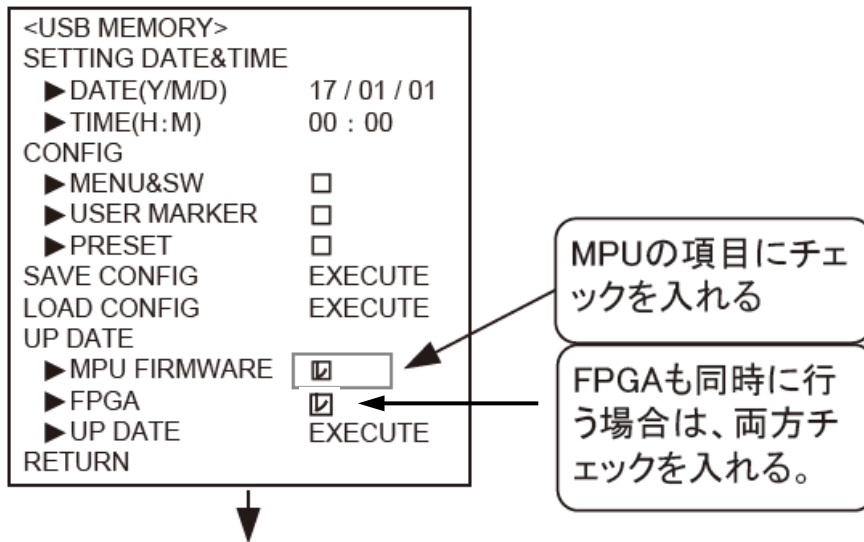 <USB MEMORY>
SETTING DATE&TIME
▶DATE(Y/M/D) 17 / 01 / 01
▶TIME(H:M) 00 : 00
CONFIG
▶MENU&SW □
▶USER MARKER □
▶PRESET □
SAVE CONFIG EXECUTE
LOAD CONFIG EXECUTE
UP DATE
▶MPU FIRMWARE ☑
▶FPGA ☑
▶UP DATE EXECUTE
RETURN
MPUの項目にチェ
ックを入れる
FPGAも同時に行
う場合は、両方チ
ェックを入れる。